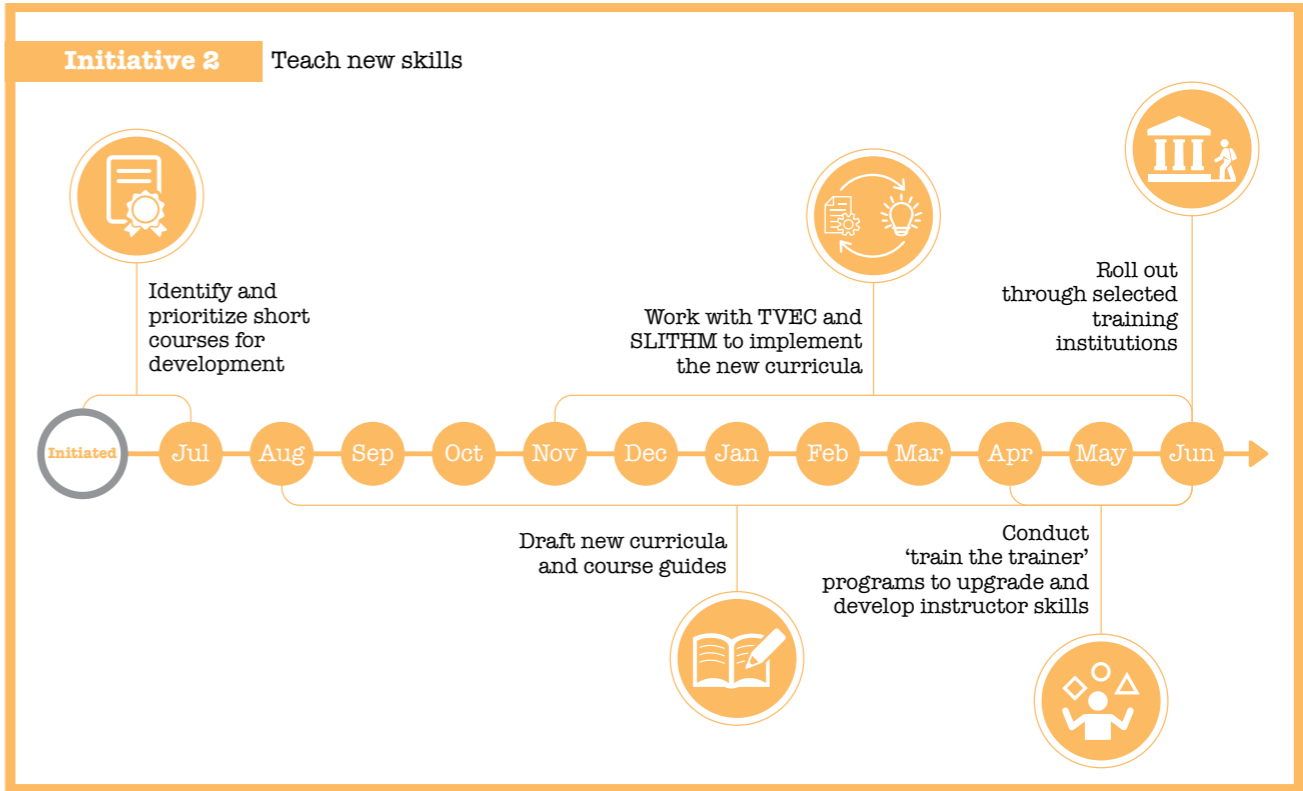 Initiative 2
Teach new skills
Identify and
prioritize short
courses for
development
Work with TVEC and
SLITHM to implement
the new curricula
Roll out
through selected
training
institutions
Initiated
Jul
Aug
Sep
Oct
Nov
Dec
Jan
Feb
Mar
Apr
May
Jun
Draft new curricula
and course guides
Conduct
‘train the trainer’
programs to upgrade and
develop instructor skills